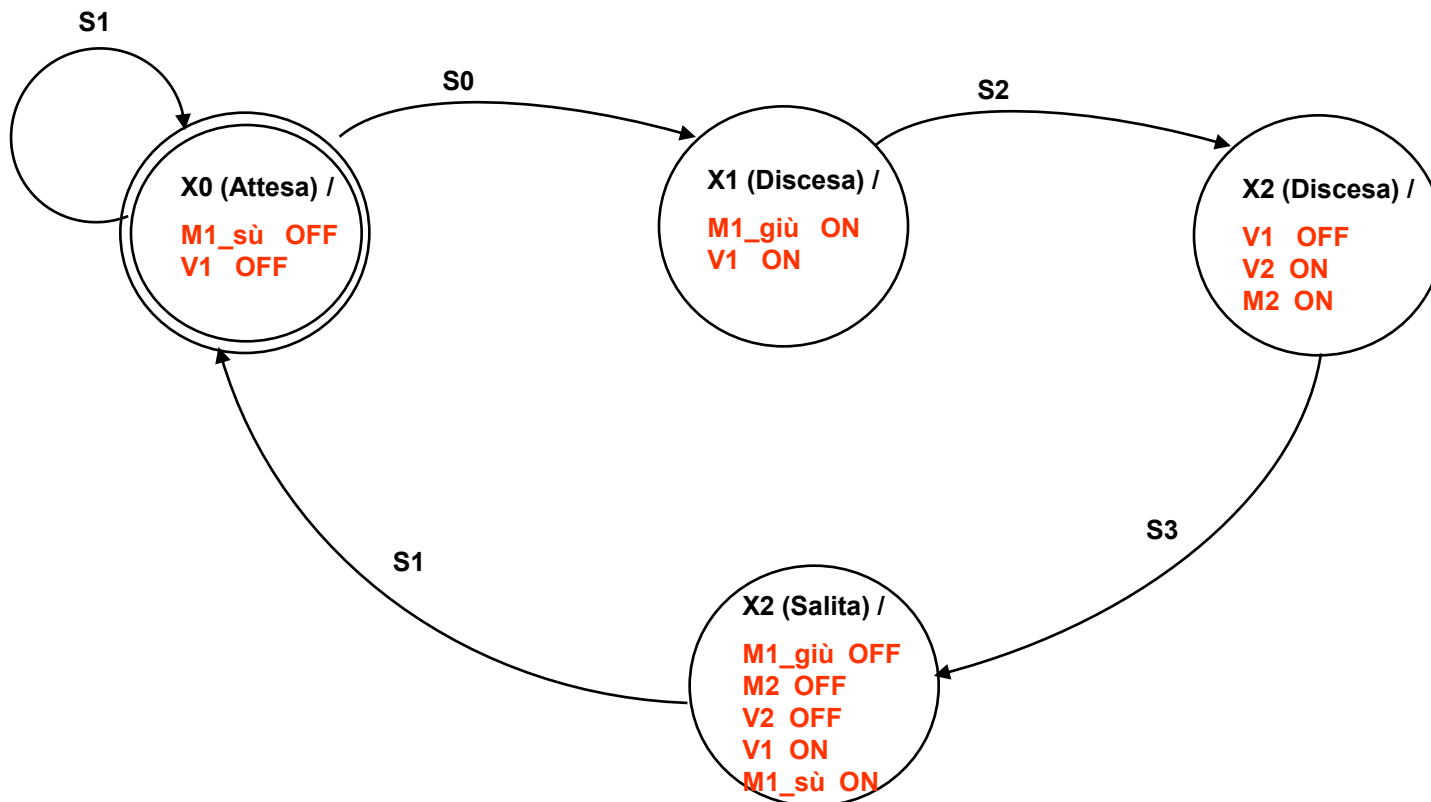 S1
S0
S2
X0 (Attesa) /
M1_sù OFF
V1 OFF
X1 (Discesa) /
M1_giù ON
V1 ON
X2 (Discesa) /
V1 OFF
V2 ON
M2 ON
S3
S1
X2 (Salita) /
M1_giù OFF
M2 OFF
V2 OFF
V1 ON
M1_sù ON